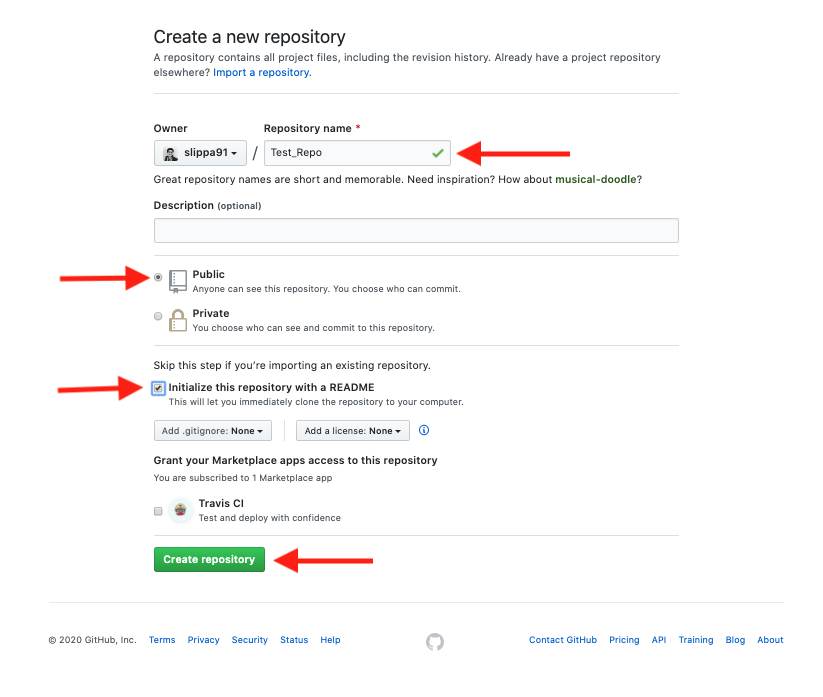 Create a new repository
A repository contains all project files, including the revision history. Already have a project repository
elsewhere? Import a repository.
Owner Repository name *
slippa91 / Test_Repo
Great repository names are short and memorable. Need inspiration? How about musical-doodle?
Description (optional)
Public
Anyone can see this repository. You choose who can commit.
Private
You choose who can see and commit to this repository.
Skip this step if you're importing an existing repository.
Initialize this repository with a README
This will let you immediately clone the repository to your computer.
Add .gitignore: None Add a license: None
Grant your Marketplace apps access to this repository
You are subscribed to 1 Marketplace app
Travis CI
Test and deploy with confidence
Create repository
© 2020 GitHub, Inc. Terms Privacy Security Status Help Contact GitHub Pricing API Training Blog About